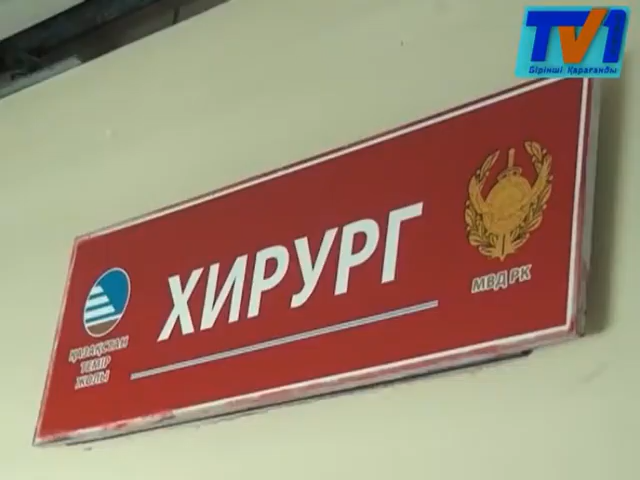 TV1
Бірінші Қарағанды
ХИРУРГ
ҚАЗАҚСТАН
ТЕМІР
ЖОЛЫ
МВД РК